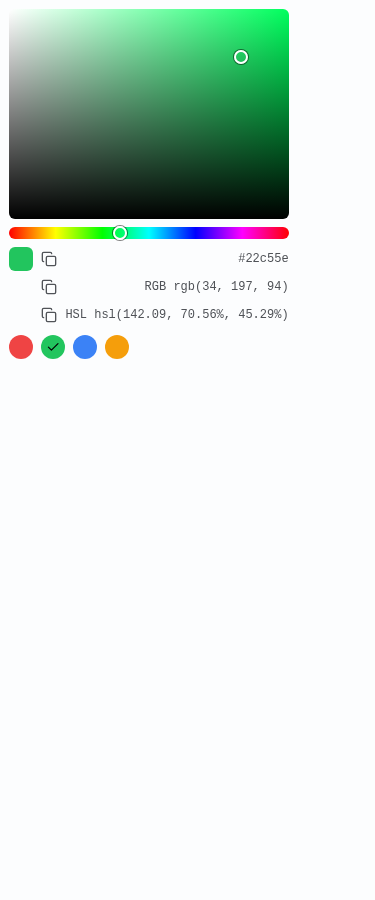 #22c55e
RGB rgb(34, 197, 94)
HSL hsl(142.09, 70.56%, 45.29%)